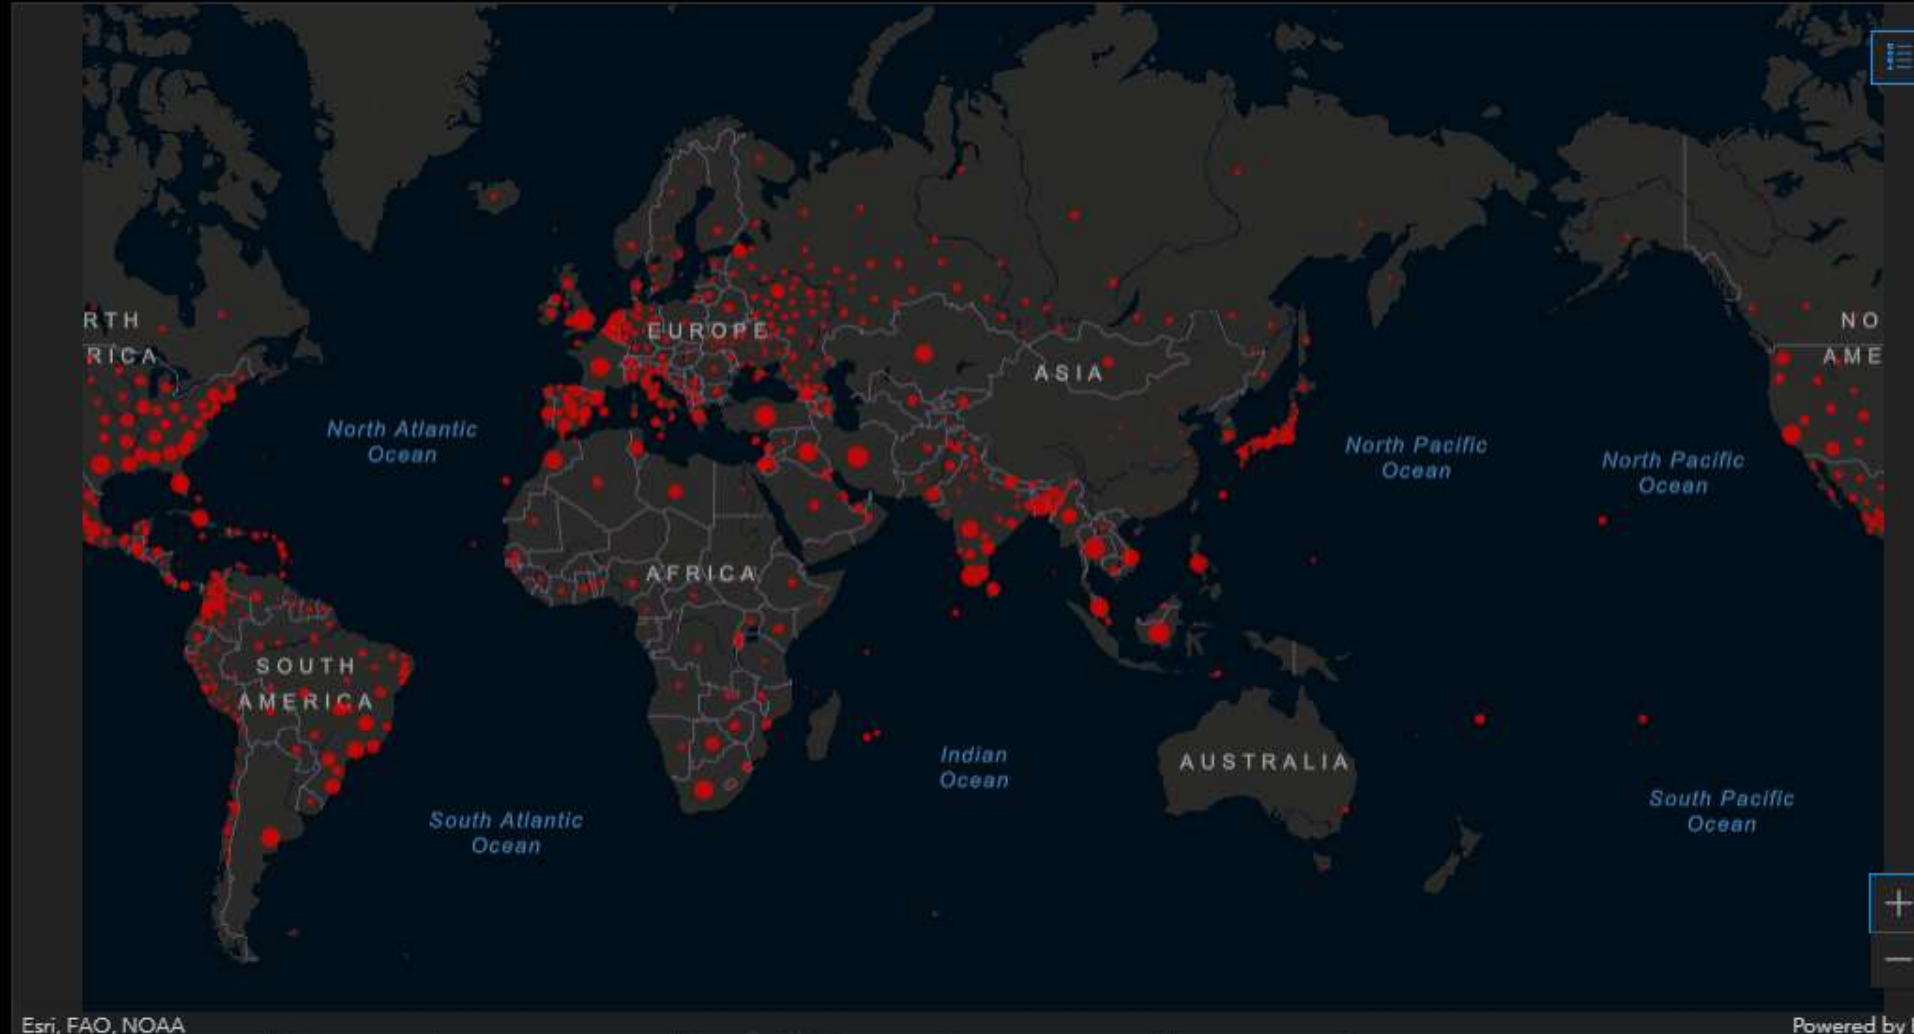 RTH
RICA
EUROPE
ASIA
NO
AME
North Atlantic
Ocean
North Pacific
Ocean
North Pacific
Ocean
AFRICA
SOUTH
AMERICA
Indian
Ocean
AUSTRALIA
South Atlantic
Ocean
South Pacific
Ocean
Esri, FAO, NOAA
Powered by